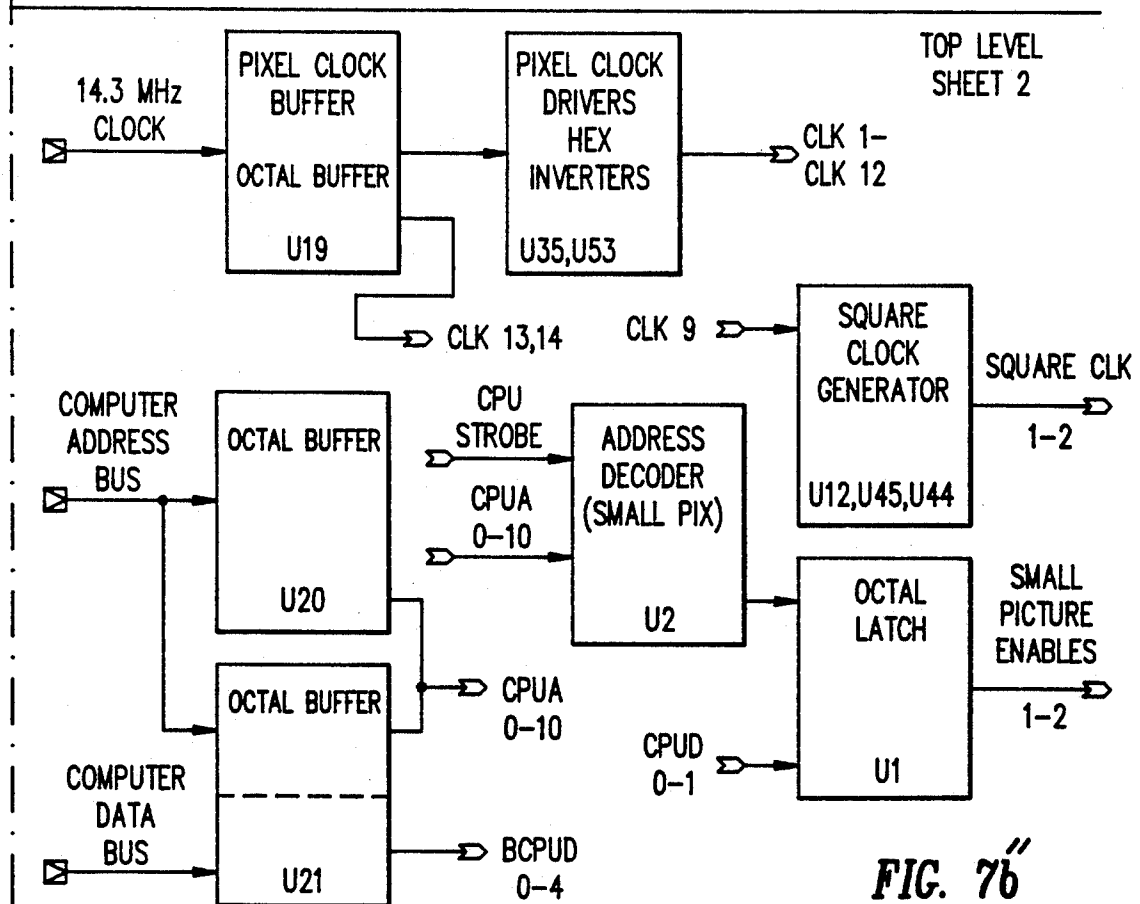 TOP LEVEL
SHEET 2
14.3 MHz
CLOCK
PIXEL CLOCK
BUFFER
OCTAL BUFFER
U19
PIXEL CLOCK
DRIVERS
HEX
INVERTERS
U35,U53
CLK 1–
CLK 12
CLK 13,14
CLK 9
SQUARE
CLOCK
GENERATOR
U12,U45,U44
SQUARE CLK
1–2
COMPUTER
ADDRESS
BUS
OCTAL BUFFER
U20
CPU
STROBE
CPUA
0–10
ADDRESS
DECODER
(SMALL PIX)
U2
OCTAL
LATCH
U1
SMALL
PICTURE
ENABLES
1–2
CPUD
0–1
OCTAL BUFFER
U21
CPUA
0–10
COMPUTER
DATA
BUS
BCPUD
0–4
FIG. 7b"